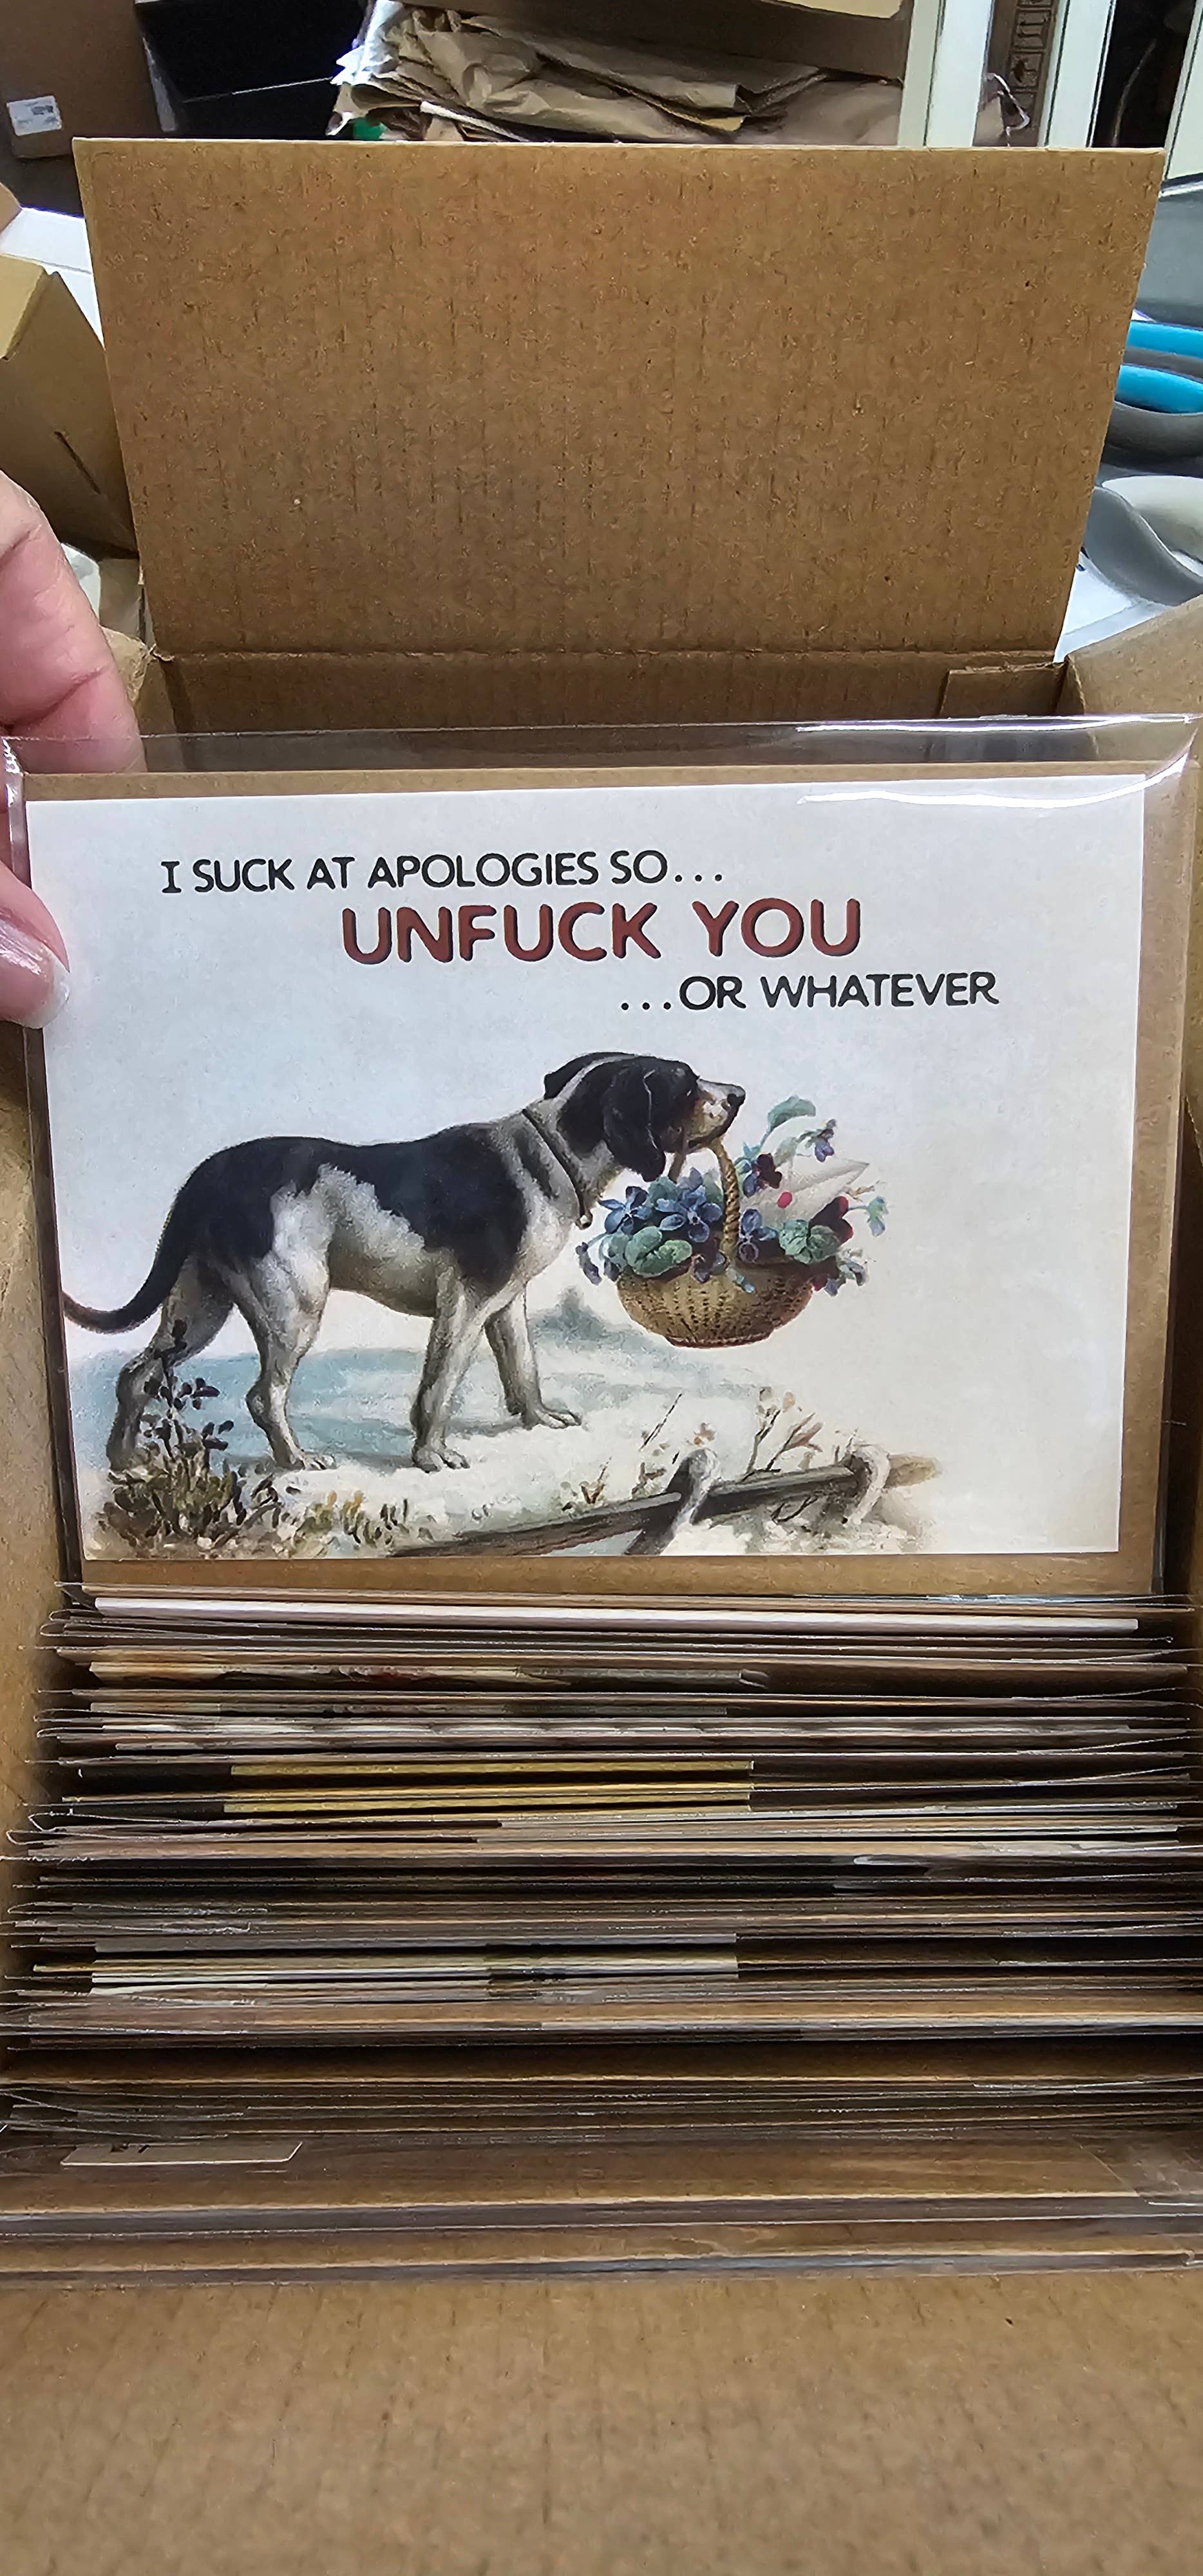 I SUCK AT APOLOGIES SO...
UNFUCK YOU
...OR WHATEVER